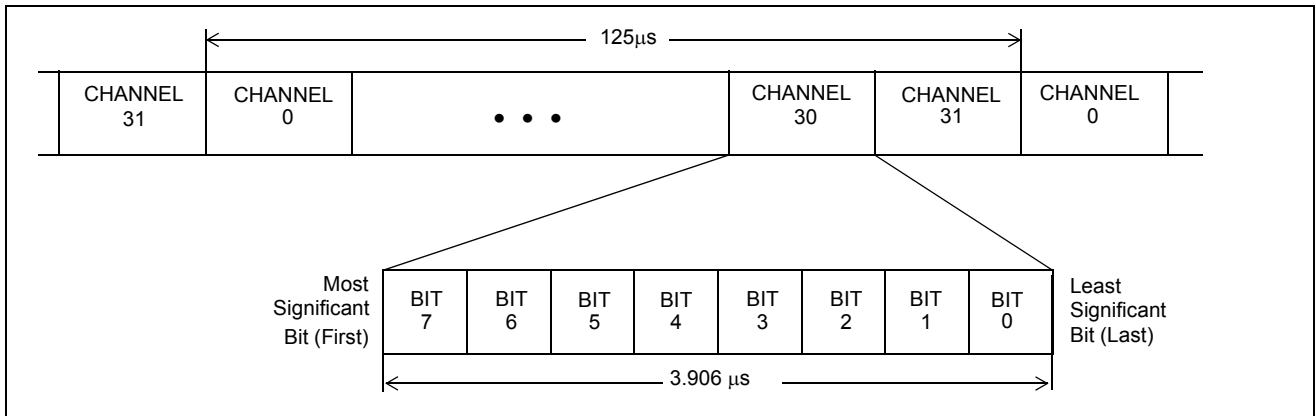 125μs
CHANNEL
31
CHANNEL
0
• • •
CHANNEL
30
CHANNEL
31
CHANNEL
0
Most
Significant
Bit (First)
BIT
7
BIT
6
BIT
5
BIT
4
BIT
3
BIT
2
BIT
1
BIT
0
Least
Significant
Bit (Last)
3.906 μs